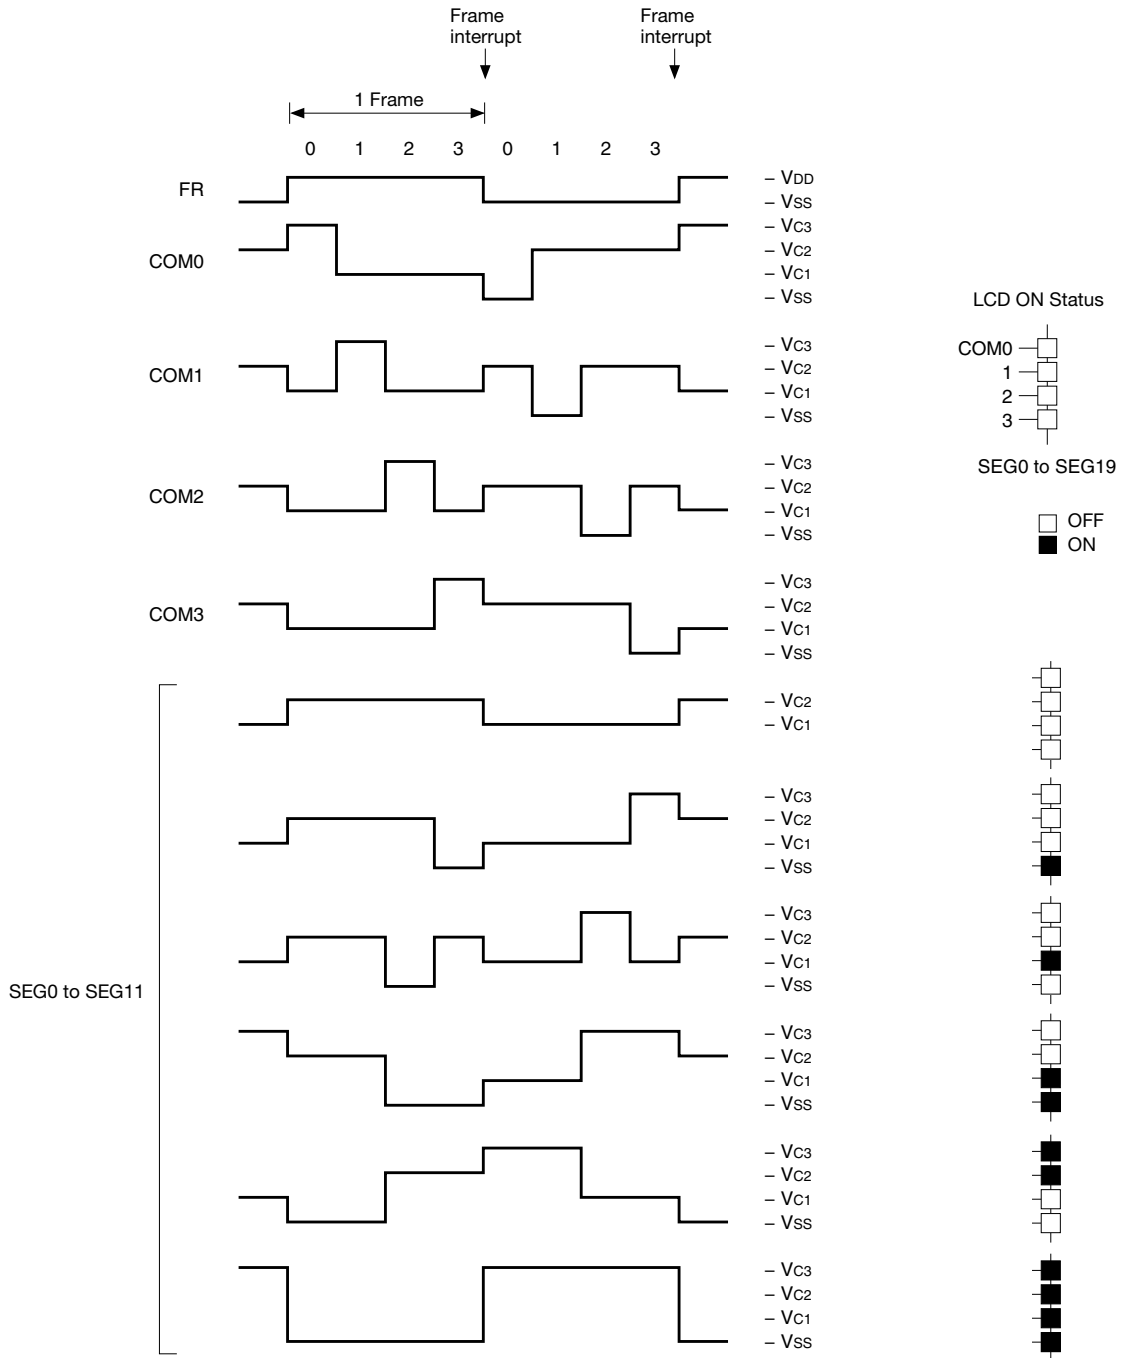 Frame interrupt
Frame interrupt
1 Frame
0 1 2 3 0 1 2 3
FR
– VDD
– VSS
COM0
– VC3
– VC2
– VC1
– VSS
LCD ON Status
COM0
1
2
3
SEG0 to SEG19
OFF
ON
COM1
– VC3
– VC2
– VC1
– VSS
COM2
– VC3
– VC2
– VC1
– VSS
COM3
– VC3
– VC2
– VC1
– VSS
SEG0 to SEG11
– VC2
– VC1
– VC3
– VC2
– VC1
– VSS
– VC3
– VC2
– VC1
– VSS
– VC3
– VC2
– VC1
– VSS
– VC3
– VC2
– VC1
– VSS
– VC3
– VC2
– VC1
– VSS